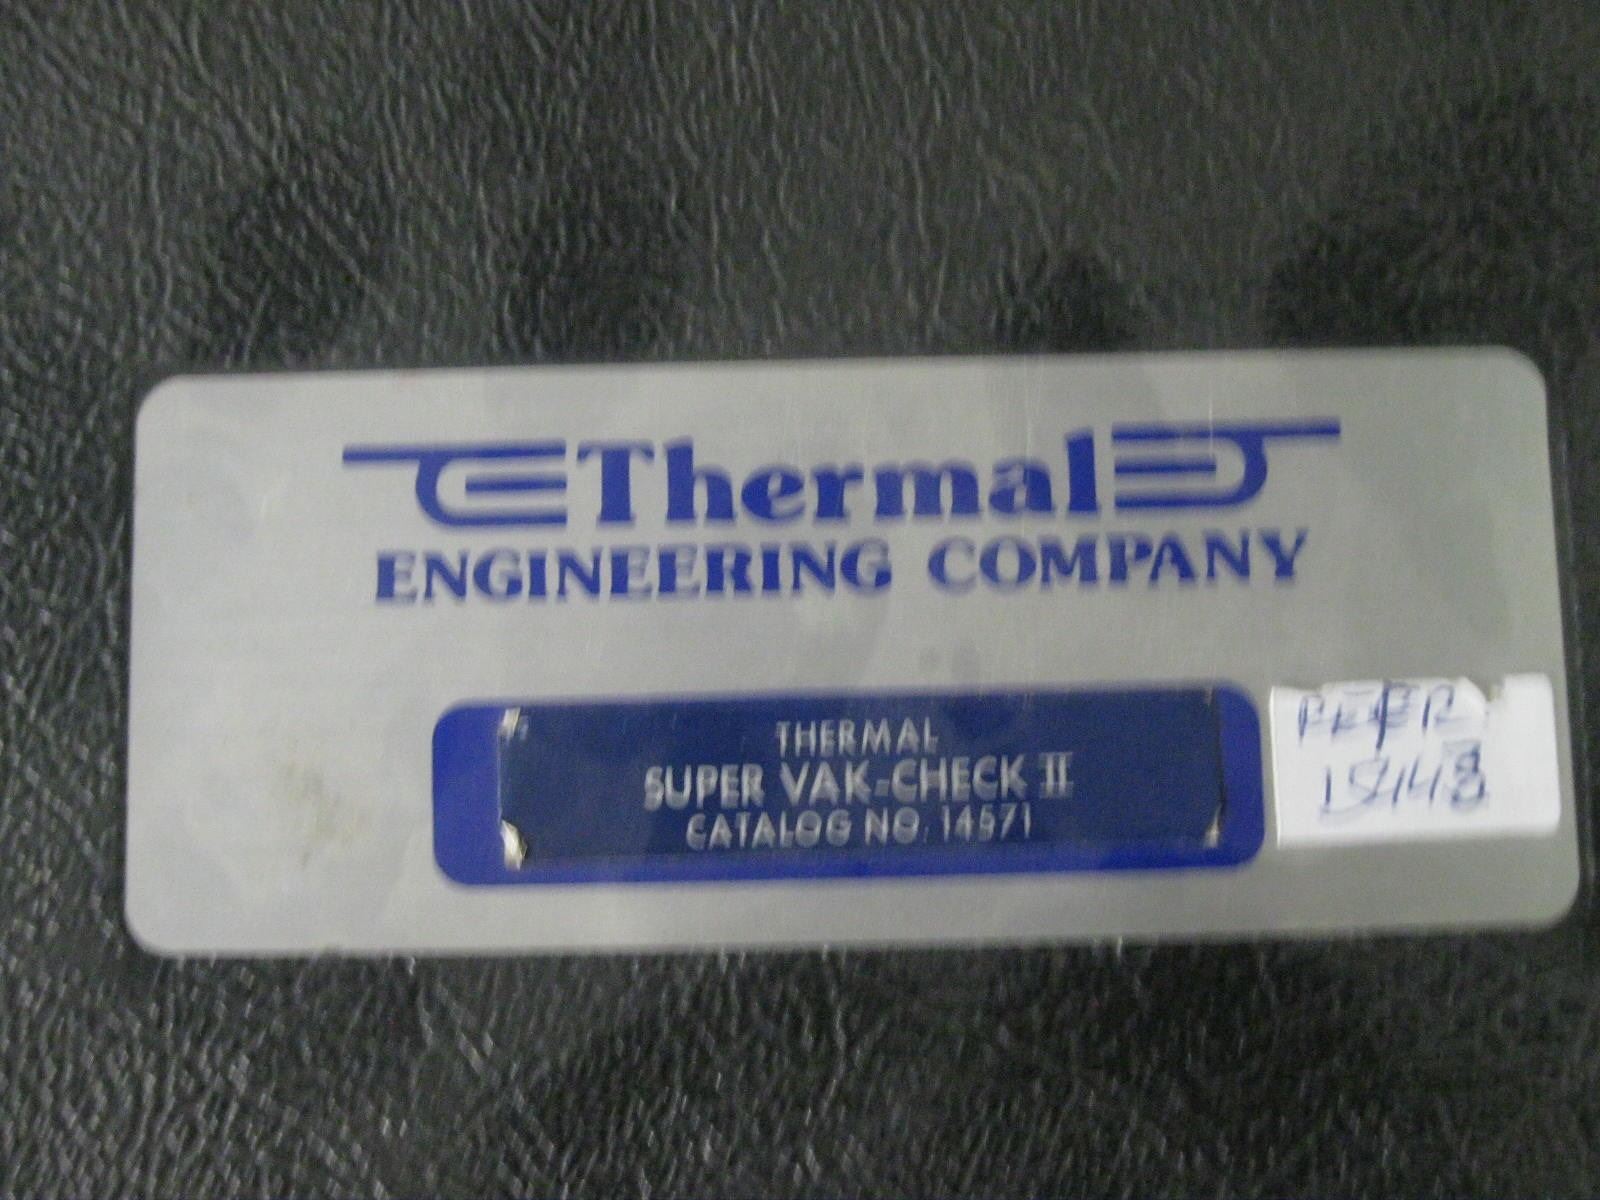 Thermal
ENGINEERING COMPANY
THERMAL
SUPER VAK-CHECK II
CATALOG NO. 14571